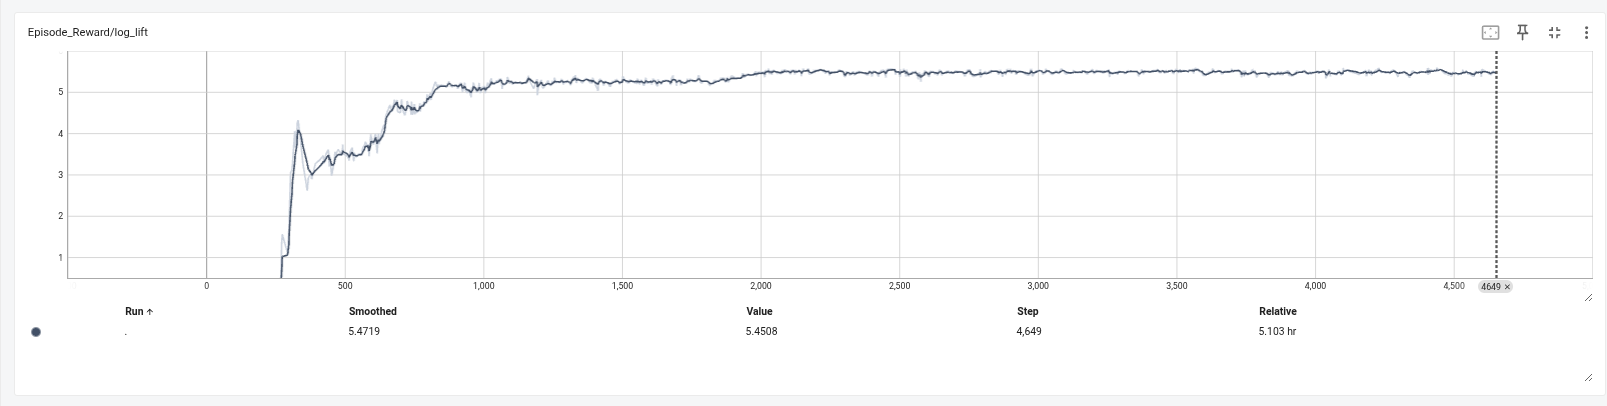 Episode_Reward/log_lift
5
4
3
2
1
0 500 1,000 1,500 2,000 2,500 3,000 3,500 4,000 4,500 4649 ×
Run ↑ Smoothed Value Step Relative
. 5.4719 5.4508 4,649 5.103 hr